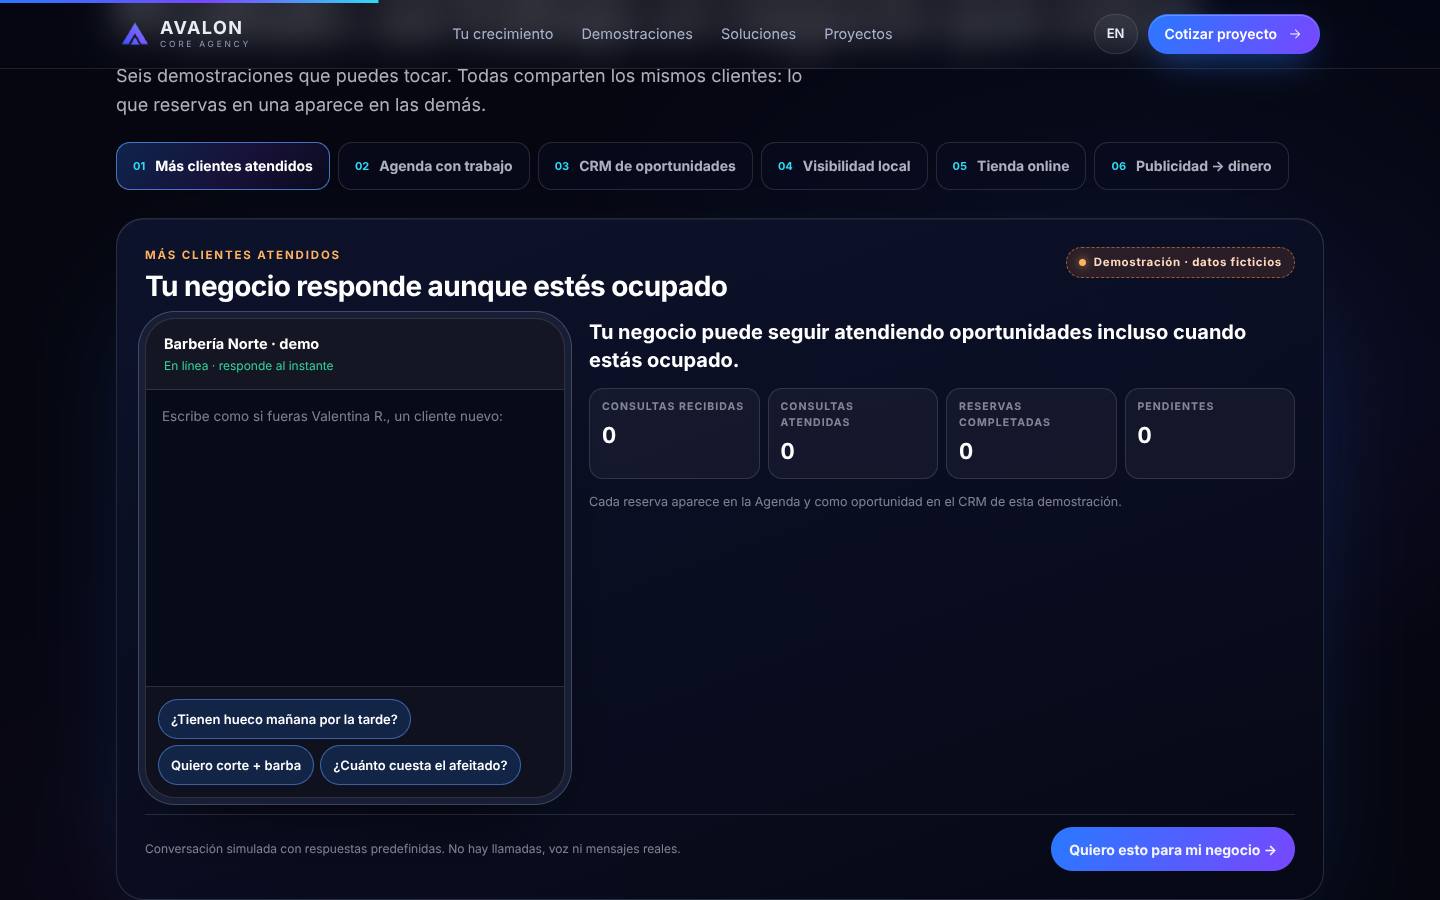 AVALON
CORE AGENCY
Tu crecimiento
Demostraciones
Soluciones
Proyectos
EN
Cotizar proyecto →
Seis demostraciones que puedes tocar. Todas comparten los mismos clientes: lo
que reservas en una aparece en las demás.
01 Más clientes atendidos
02 Agenda con trabajo
03 CRM de oportunidades
04 Visibilidad local
05 Tienda online
06 Publicidad → dinero
MÁS CLIENTES ATENDIDOS
Tu negocio responde aunque estés ocupado
Demostración · datos ficticios
Barbería Norte · demo
En línea · responde al instante
Escribe como si fueras Valentina R., un cliente nuevo:
¿Tienen hueco mañana por la tarde?
Quiero corte + barba
¿Cuánto cuesta el afeitado?
Tu negocio puede seguir atendiendo oportunidades incluso cuando
estás ocupado.
CONSULTAS RECIBIDAS
0
CONSULTAS
ATENDIDAS
0
RESERVAS
COMPLETADAS
0
PENDIENTES
0
Cada reserva aparece en la Agenda y como oportunidad en el CRM de esta demostración.
Conversación simulada con respuestas predefinidas. No hay llamadas, voz ni mensajes reales.
Quiero esto para mi negocio →